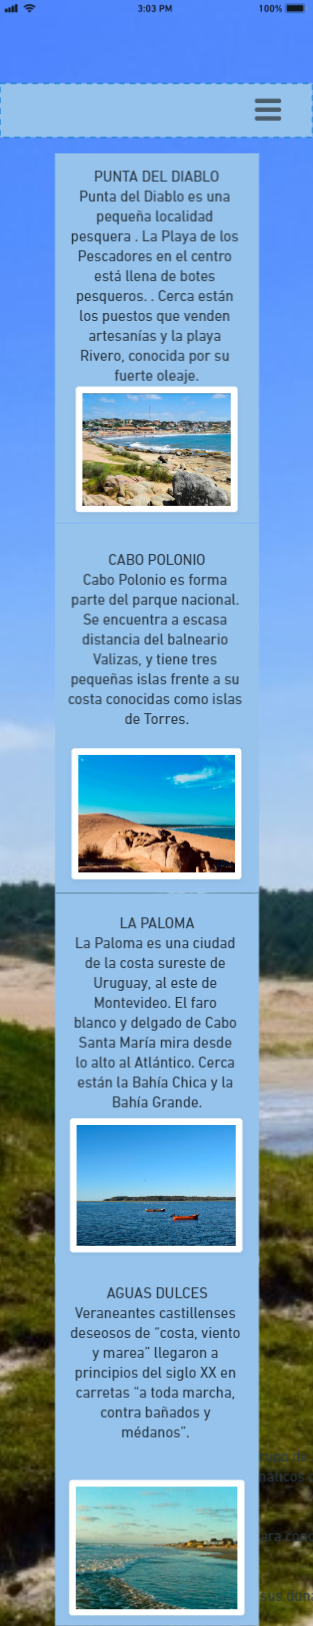 3:03 PM
100%
PUNTA DEL DIABLO
Punta del Diablo es una
pequeña localidad
pesquera . La Playa de los
Pescadores en el centro
está llena de botes
pesqueros. . Cerca están
los puestos que venden
artesanías y la playa
Rivero, conocida por su
fuerte oleaje.
CABO POLONIO
Cabo Polonio es forma
parte del parque nacional.
Se encuentra a escasa
distancia del balneario
Valizas, y tiene tres
pequeñas islas frente a su
costa conocidas como islas
de Torres.
LA PALOMA
La Paloma es una ciudad
de la costa sureste de
Uruguay, al este de
Montevideo. El faro
blanco y delgado de Cabo
Santa María mira desde
lo alto al Atlántico. Cerca
están la Bahía Chica y la
Bahía Grande.
AGUAS DULCES
Veraneantes castillenses
deseosos de "costa, viento
y marea" llegaron a
principios del siglo XX en
carretas "a toda marcha,
contra bañados y
médanos".